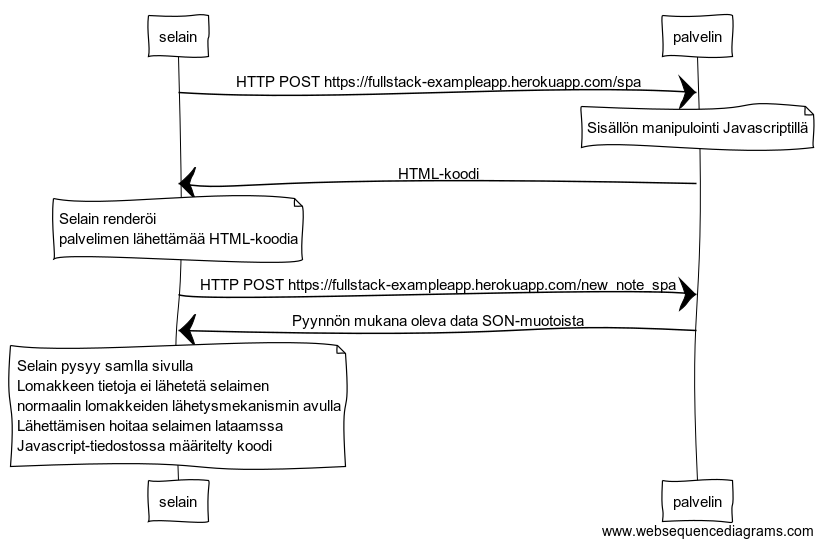 selain
palvelin
HTTP POST https://fullstack-exampleapp.herokuapp.com/spa
Sisällön manipulointi Javascriptillä
HTML-koodi
Selain renderöi
palvelimen lähettämää HTML-koodia
HTTP POST https://fullstack-exampleapp.herokuapp.com/new_note_spa
Pyynnön mukana oleva data SON-muotoista
Selain pysyy samlla sivulla
Lomakkeen tietoja ei lähetetä selaimen
normaalin lomakkeiden lähetysmekanismin avulla
Lähettämisen hoitaa selaimen lataamssa
Javascript-tiedostossa määritelty koodi
selain
palvelin
www.websequencediagrams.com